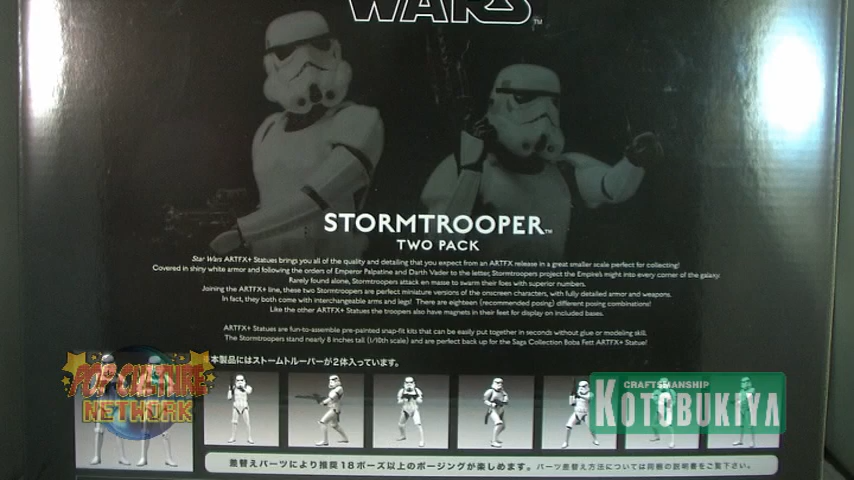 WARS™
STORMTROOPER™
TWO PACK
Star Wars ARTFX+ Statues brings you all of the quality and detailing that you expect from an ARTFX release in a great smaller scale perfect for collecting!
Covered in shiny white armor and following the orders of Emperor Palpatine and Darth Vader to the letter, Stormtroopers project the Empire's might into every corner of the galaxy.
Rarely found alone, Stormtroopers attack en masse to swarm their foes with superior numbers.
Joining the ARTFX+ line, these two Stormtroopers are perfect miniature versions of the onscreen characters, with fully detailed armor and weapons.
In fact, they both come with interchangeable arms and legs! There are eighteen (recommended posing) different posing combinations!
Like the other ARTFX+ Statues the troopers also have magnets in their feet for display on included bases.
ARTFX+ Statues are fun-to-assemble pre-painted snap-fit kits that can be easily put together in seconds without glue or modeling skill.
The Stormtroopers stand nearly 8 inches tall (1/10th scale) and are perfect back up for the Saga Collection Boba Fett ARTFX+ Statue!
本製品にはストームトルーパーが2体入っています。
POP CULTURE
NETWORK
CRAFTSMANSHIP
KOTOBUKIYA
差替えパーツにより推奨18ポーズ以上のポージングが楽しめます。パーツ差替え方法については同梱の説明書をご覧下さい。